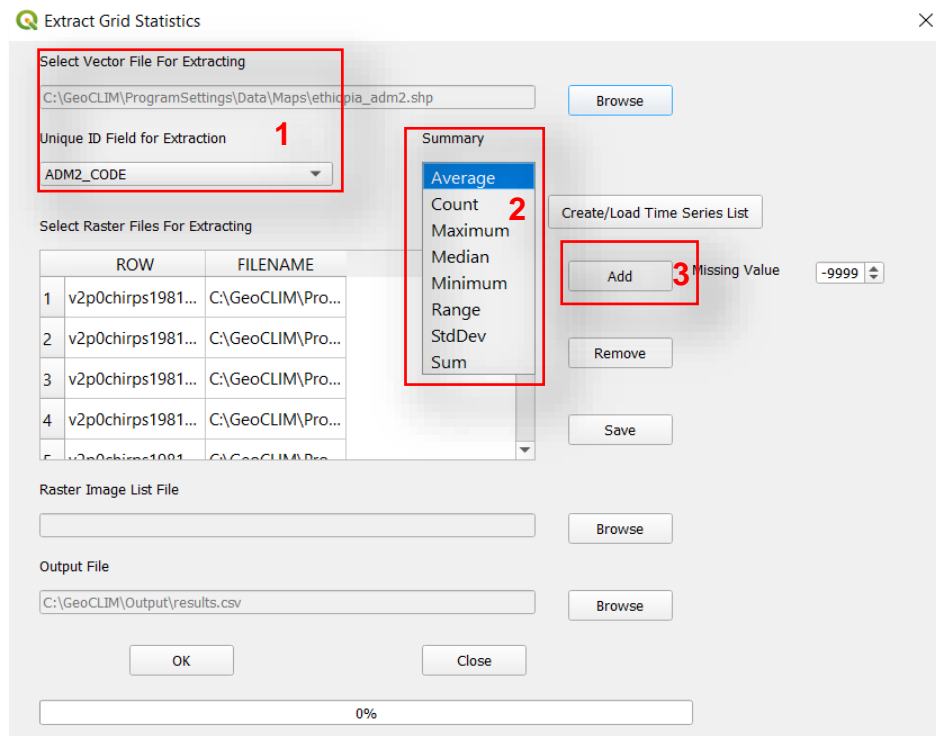 Extract Grid Statistics
Select Vector File For Extracting
C:\GeoCLIM\ProgramSettings\Data\Maps\ethiopia_adm2.shp
Browse
Unique ID Field for Extraction
1
Summary
ADM2_CODE
Average
Count
2
Maximum
Median
Minimum
Range
StdDev
Sum
Create/Load Time Series List
Select Raster Files For Extracting
ROW FILENAME
1 v2p0chirps1981... C:\GeoCLIM\Pro...
2 v2p0chirps1981... C:\GeoCLIM\Pro...
3 v2p0chirps1981... C:\GeoCLIM\Pro...
4 v2p0chirps1981... C:\GeoCLIM\Pro...
5 v2p0chirps1981... C:\GeoCLIM\Pro...
Add
3
Missing Value
-9999
Remove
Save
Raster Image List File
Browse
Output File
C:\GeoCLIM\Output\results.csv
Browse
OK
Close
0%